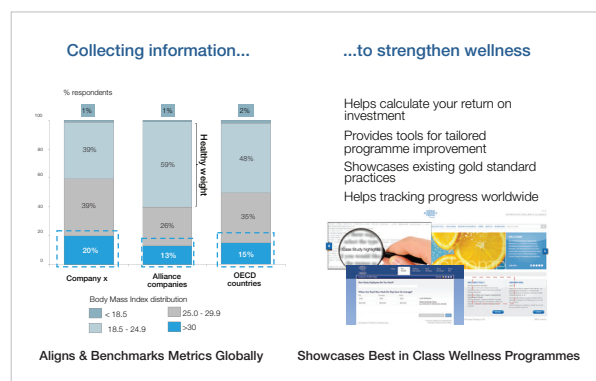 Collecting information...
...to strengthen wellness
% respondents
1%
1%
2%
100
80
60
40
20
0
39%
39%
20%
59%
26%
13%
48%
35%
15%
Healthy weight
Company x
Alliance
companies
OECD
countries
Body Mass Index distribution
< 18.5
25.0 - 29.9
18.5 - 24.9
>30
Helps calculate your return on
investment
Provides tools for tailored
programme improvement
Showcases existing gold standard
practices
Helps tracking progress worldwide
Aligns & Benchmarks Metrics Globally
Showcases Best in Class Wellness Programmes